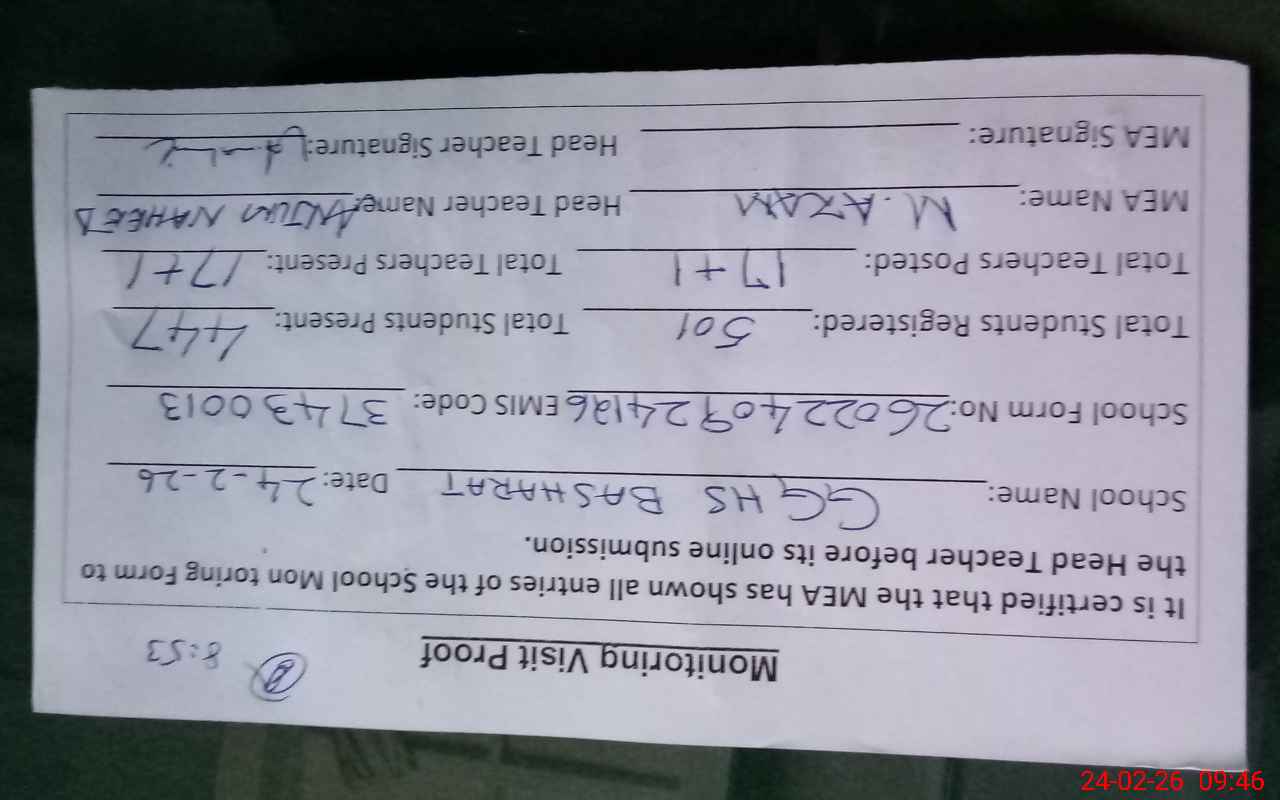 8:53
Monitoring Visit Proof
It is certified that the MEA has shown all entries of the School Mon toring Form to
the Head Teacher before its online submission.
School Name: GGHS BASHARAT Date: 24-2-26
School Form No: 26022409724126 EMIS Code: 37430013
Total Students Registered: 501 Total Students Present: 447
Total Teachers Posted: 17+1 Total Teachers Present: 17+1
MEA Name: M.AZAM Head Teacher Name: ANJUM NAHEED
MEA Signature: Head Teacher Signature:
24-02-26 09:46